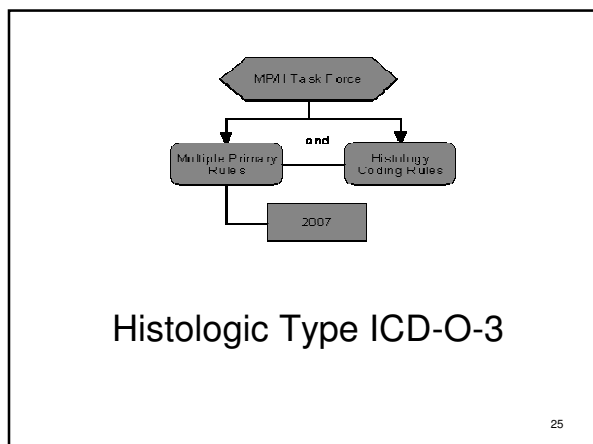 MP/H Task Force
and
Multiple Primary
Rules
Histology
Coding Rules
2007
Histologic Type ICD-O-3
25